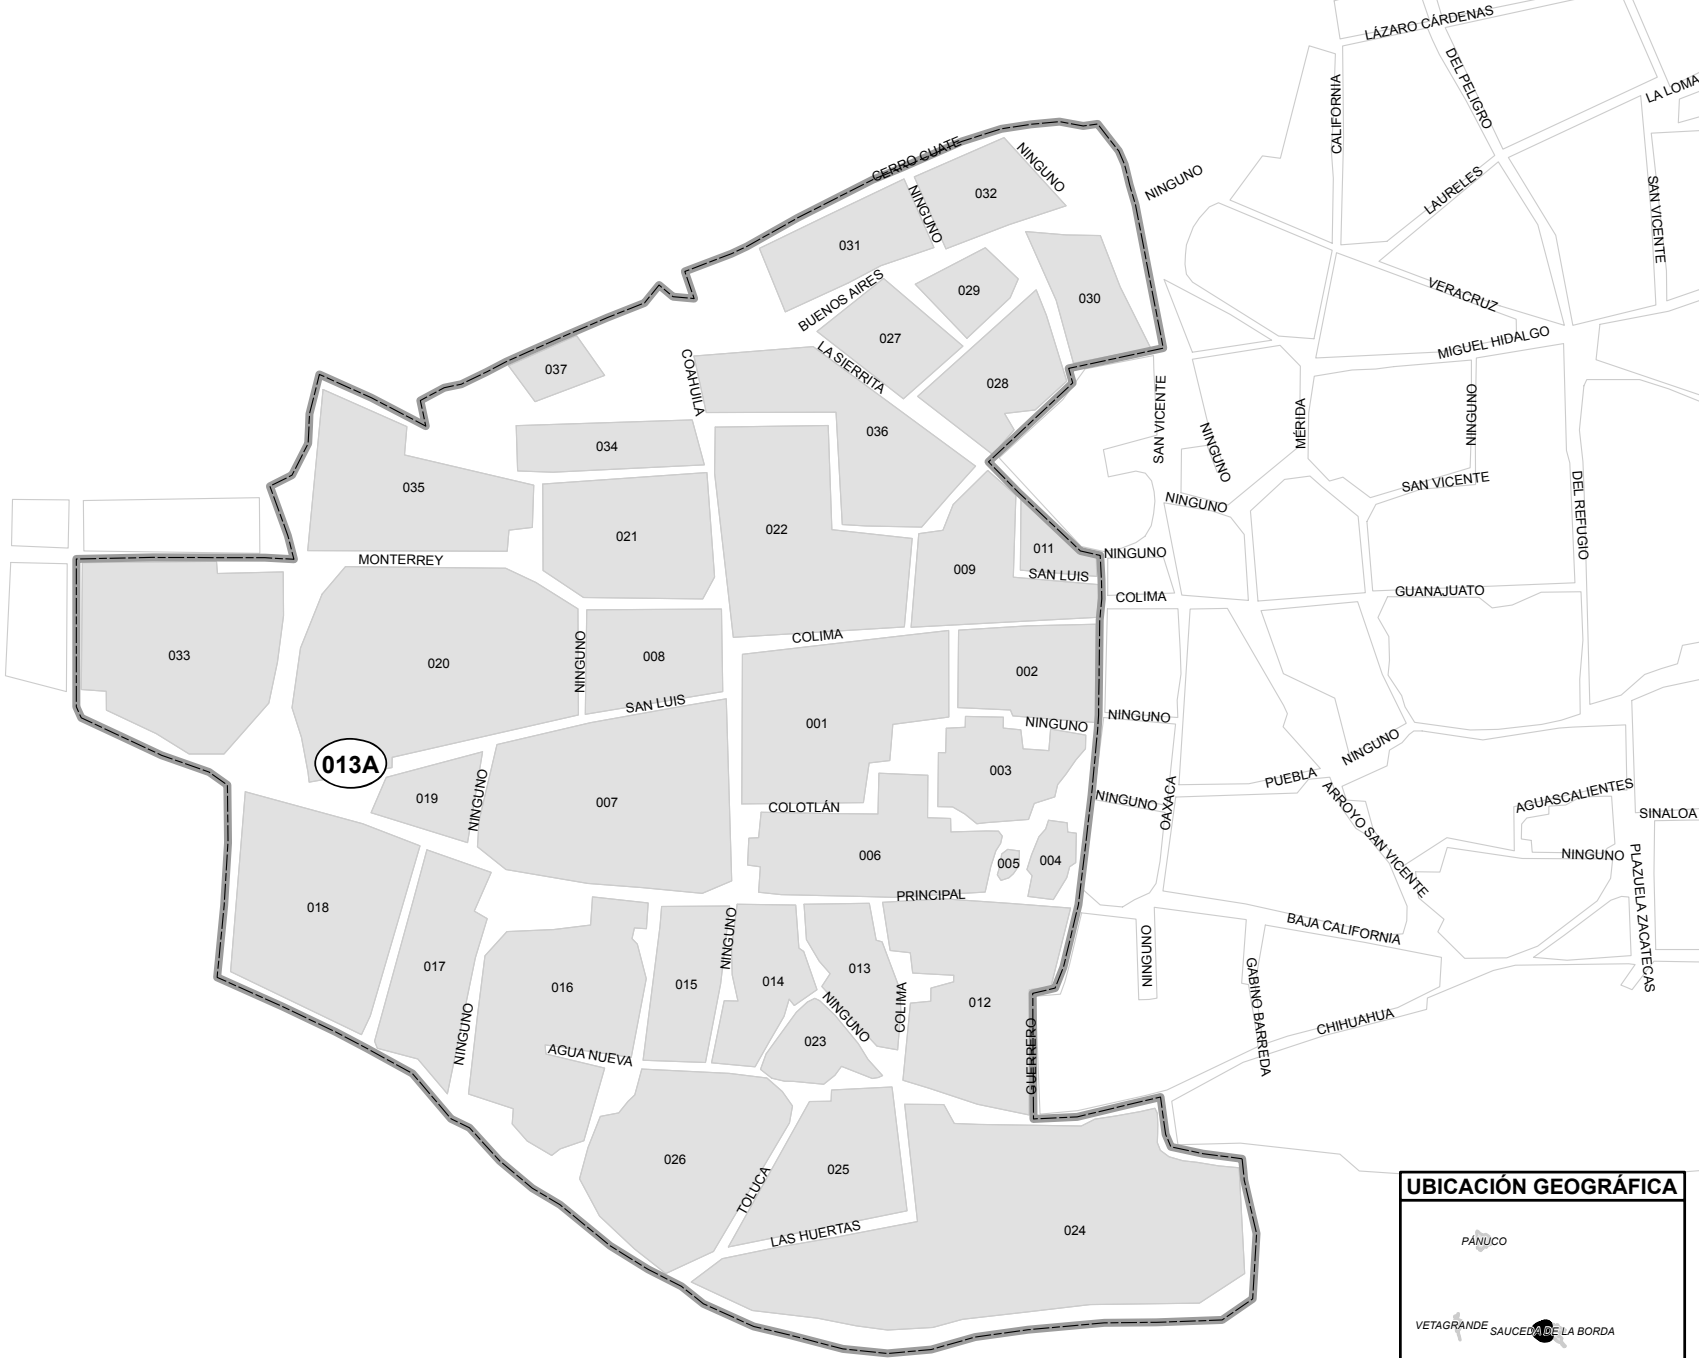 LÁZARO CÁRDENAS
DEL PELIGRO
LA LOMA
CALIFORNIA
CERRO CUATE
NINGUNO
NINGUNO
032
NINGUNO
LAURELES
SAN VICENTE
031
BUENOS AIRES
029
030
VERACRUZ
027
MIGUEL HIDALGO
LA SIERRITA
037
COAHUILA
028
SAN VICENTE
NINGUNO
MÉRIDA
NINGUNO
036
034
035
SAN VICENTE
NINGUNO
DEL REFUGIO
022
021
011
NINGUNO
MONTERREY
009
SAN LUIS
COLIMA
GUANAJUATO
COLIMA
033
020
NINGUNO
008
002
SAN LUIS
001
NINGUNO
NINGUNO
NINGUNO
013A
003
PUEBLA
019
NINGUNO
007
COLOTLÁN
NINGUNO
OAXACA
ARROYO SAN VICENTE
AGUASCALIENTES
SINALOA
006
005
004
NINGUNO
PLAZUELA ZACATECAS
PRINCIPAL
018
NINGUNO
BAJA CALIFORNIA
NINGUNO
017
016
015
014
013
012
GABINO BARREDA
NINGUNO
NINGUNO
COLIMA
CHIHUAHUA
023
AGUA NUEVA
GUERRERO
026
025
TOLUCA
LAS HUERTAS
024
UBICACIÓN GEOGRÁFICA
PÁNUCO
VETAGRANDE
SAUCEDA DE LA BORDA